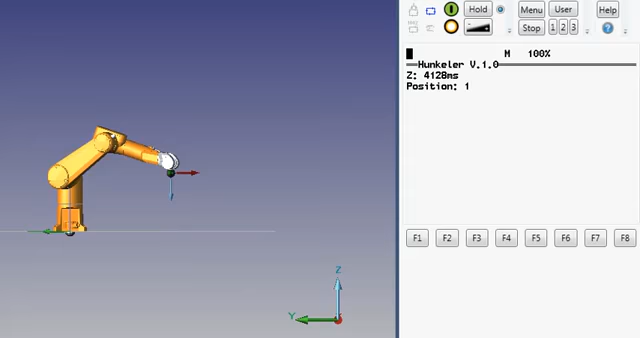 Hold
Menu
User
Help
Stop
1 2 3
M 100%
Hunkeler V.1.0
Z: 4128ms
Position: 1
F1 F2 F3 F4 F5 F6 F7 F8
Z
Y